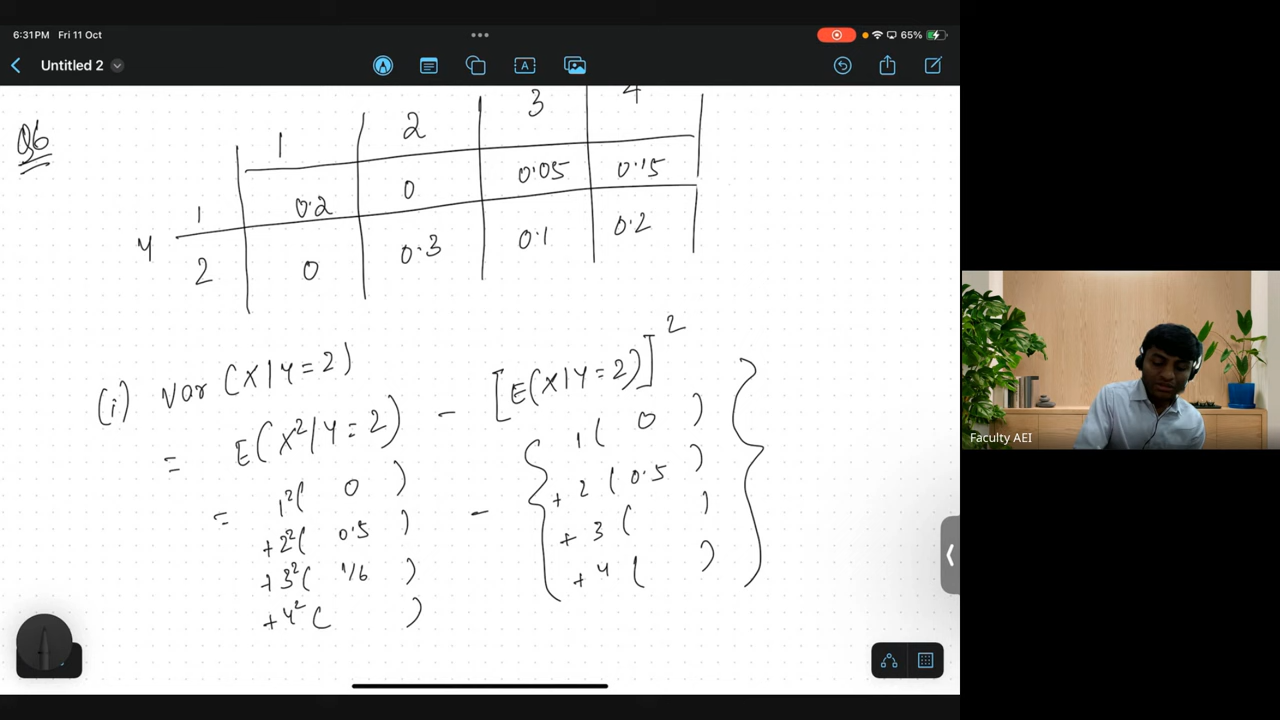 6:31 PM Fri 11 Oct
65%
Untitled 2
Q6
1 2 3 4
1 0.2 0 0.05 0.15
Y
2 0 0.3 0.1 0.2
(i) Var (X|Y=2)
= E(X²|Y=2) - [E(X|Y=2)]²
= 1²( 0 ) - { 1( 0 )
+2²( 0.5 ) + 2( 0.5 )
+3²( 1/6 ) + 3( )
+4²( ) + 4( ) }
Faculty AEI